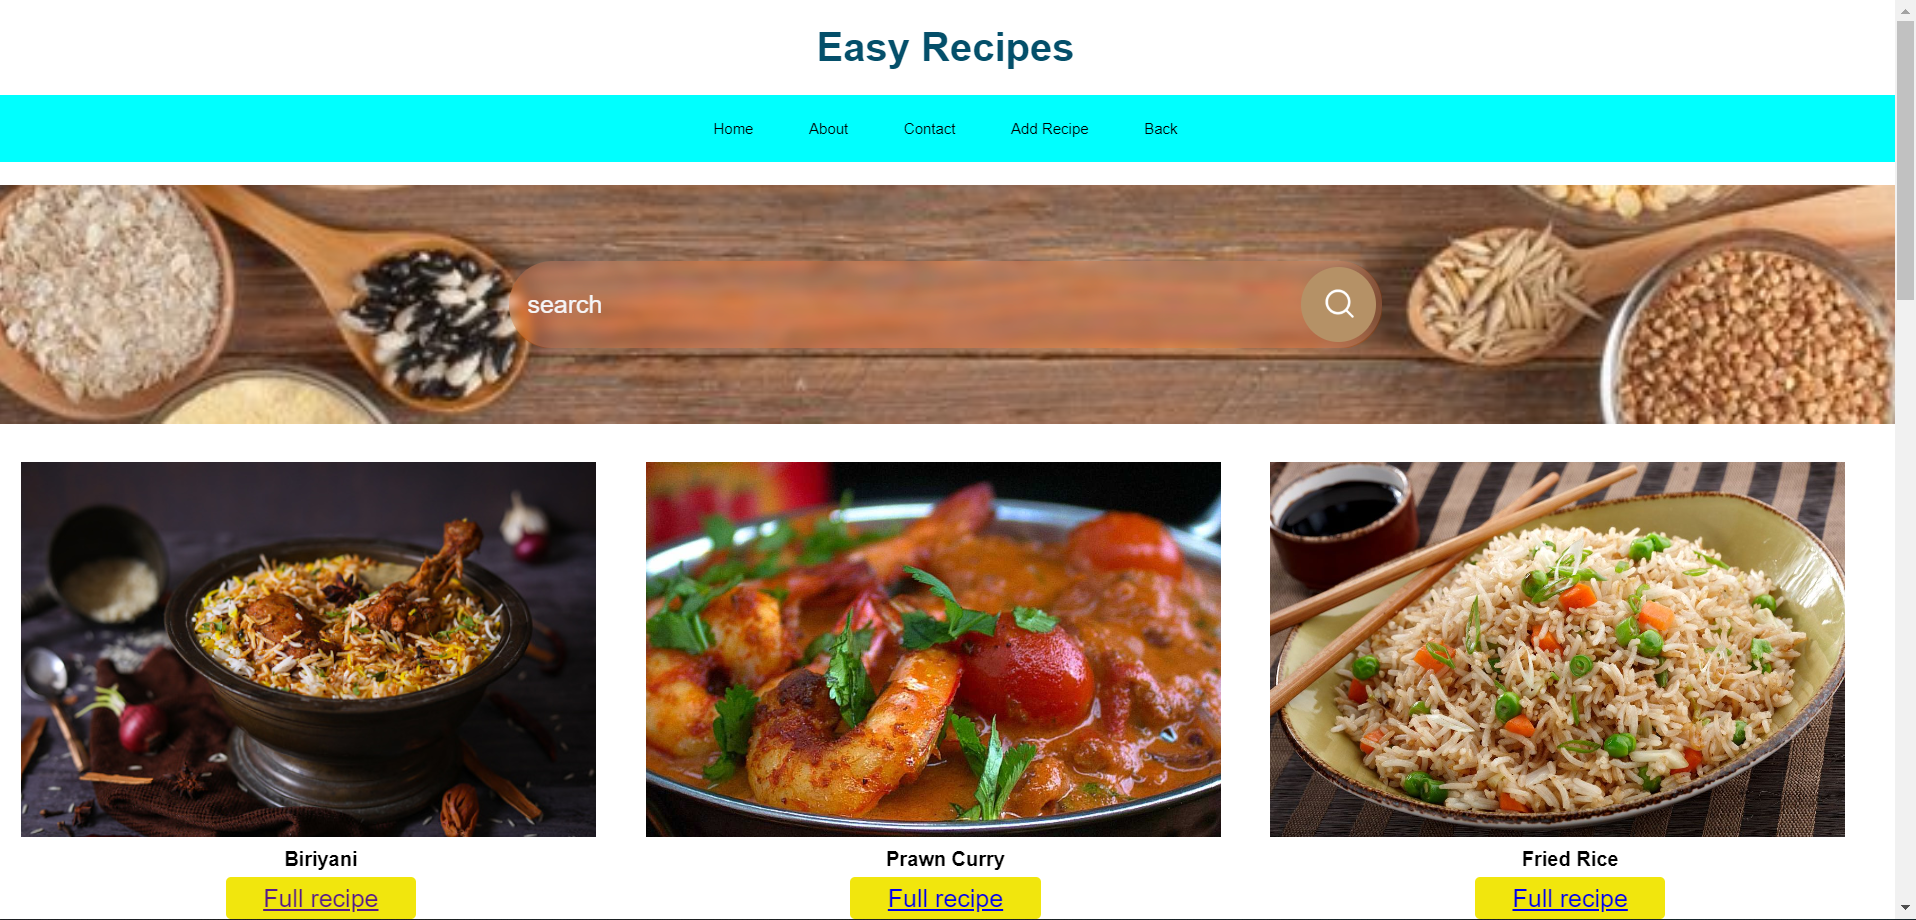 Easy Recipes
Home About Contact Add Recipe Back
search
Biriyani Prawn Curry Fried Rice
Full recipe Full recipe Full recipe